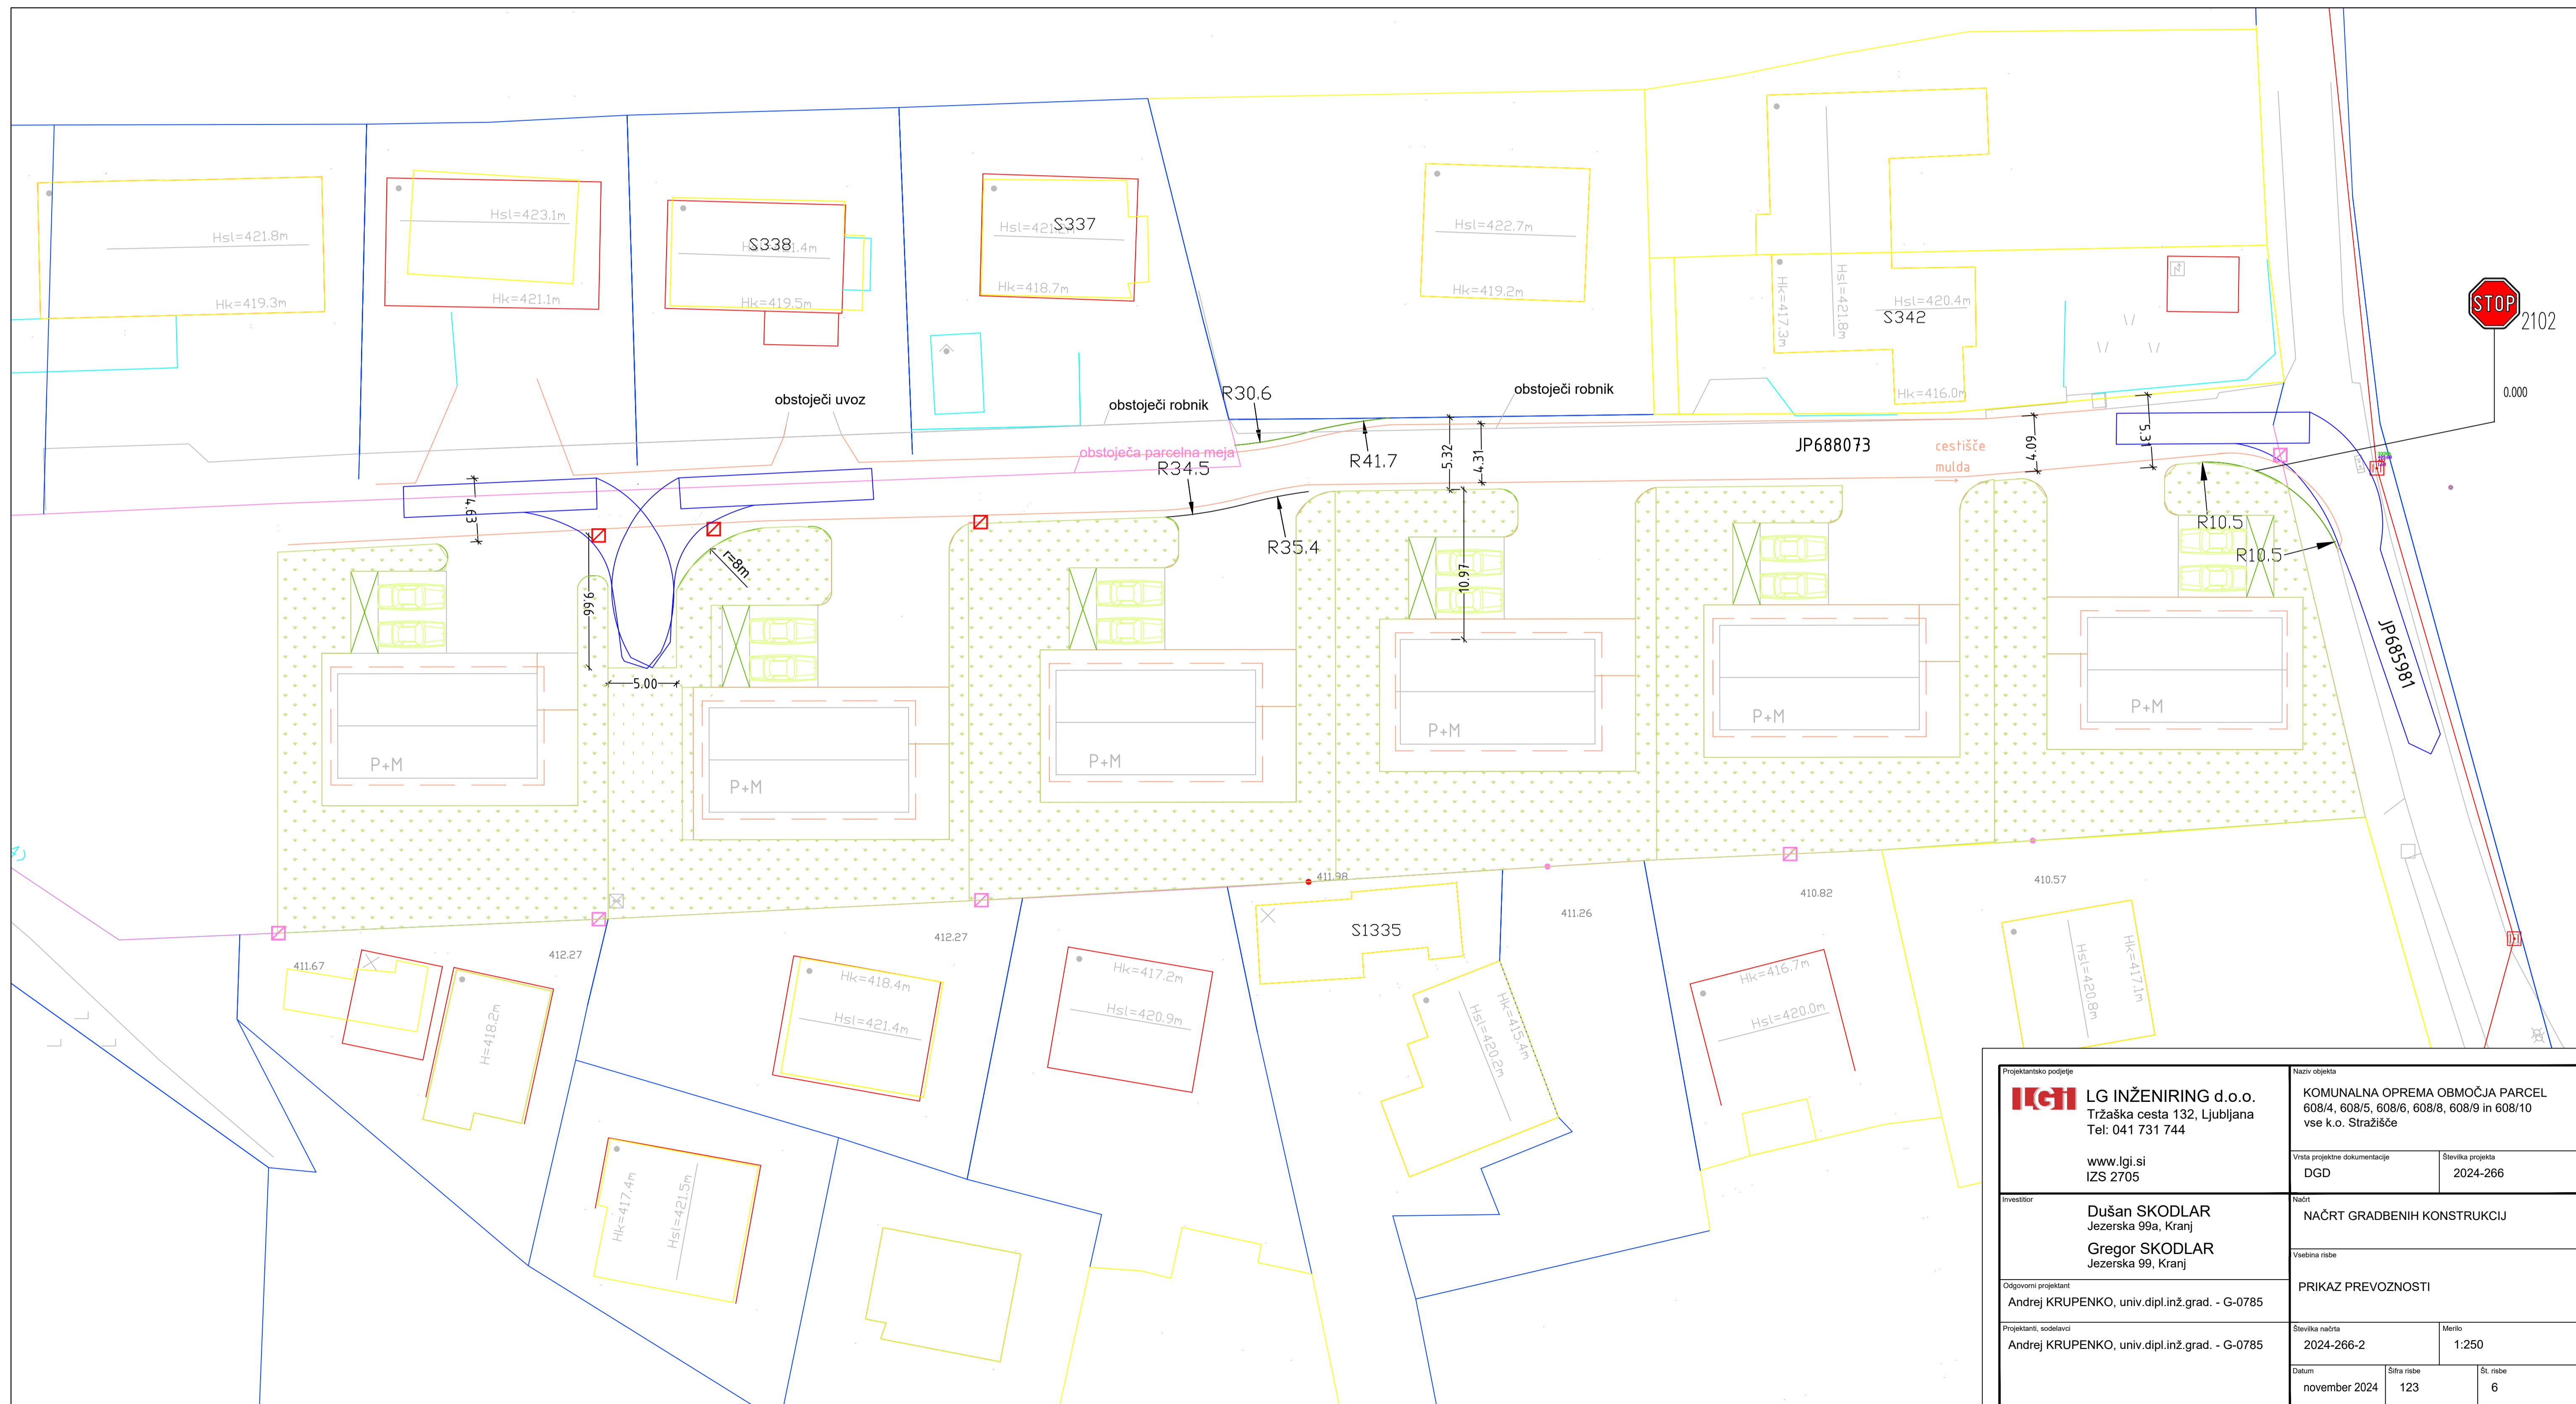 Hsl=421.8m
Hk=419.3m
Hsl=423.1m
Hk=421.1m
S338
Hk=419.5m
S337
Hk=418.7m
Hsl=422.7m
Hk=419.2m
Hk=417.3m
Hsl=421.8m
Hsl=420.4m
S342
Hk=416.0m
STOP
2102
0.000
obstoječi uvoz
obstoječi robnik
R30.6
obstoječi robnik
obstoječa parcelna meja
R34.5
R41.7
5.32
4.31
JP688073
4.09
cestišče
mulda
5.31
4.63
R35.4
R10.5
R10.5
r=8m
9.66
10.97
5.00
JP685981
P+M
P+M
P+M
P+M
P+M
P+M
411.98
410.82
410.57
411.26
S1335
412.27
412.27
411.67
H=418.2m
Hk=418.4m
Hsl=421.4m
Hk=417.2m
Hsl=420.9m
Hk=415.4m
Hsl=420.2m
Hk=416.7m
Hsl=420.0m
Hk=417.1m
Hsl=420.8m
Hk=417.4m
Hsl=421.5m
Projektantsko podjetje
LGi
LG INŽENIRING d.o.o.
Tržaška cesta 132, Ljubljana
Tel: 041 731 744
www.lgi.si
IZS 2705
Naziv objekta
KOMUNALNA OPREMA OBMOČJA PARCEL
608/4, 608/5, 608/6, 608/8, 608/9 in 608/10
vse k.o. Stražišče
Vrsta projektne dokumentacije
DGD
Številka projekta
2024-266
Investitior
Dušan SKODLAR
Jezerska 99a, Kranj
Gregor SKODLAR
Jezerska 99, Kranj
Načrt
NAČRT GRADBENIH KONSTRUKCIJ
Vsebina risbe
PRIKAZ PREVOZNOSTI
Odgovorni projektant
Andrej KRUPENKO, univ.dipl.inž.grad. - G-0785
Projektanti, sodelavci
Andrej KRUPENKO, univ.dipl.inž.grad. - G-0785
Številka načrta
2024-266-2
Merilo
1:250
Datum
november 2024
Šifra risbe
123
Št. risbe
6